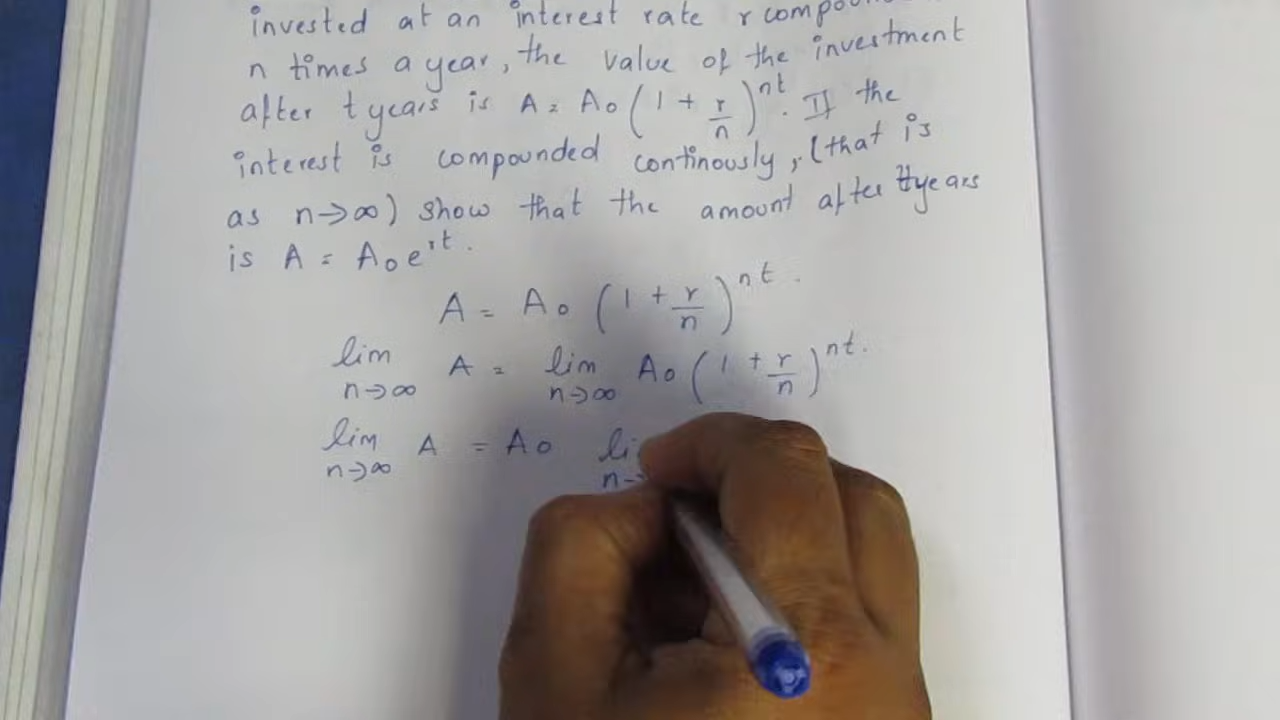 invested at an interest rate r
n times a year, the value of the investment
after t years is A = A₀ (1 + r/n)^nt. If the
interest is compounded continously, (that is
as n→∞) show that the amount after t years
is A = A₀e^rt.
A = A₀ (1 + r/n)^nt.
lim n→∞ A = lim n→∞ A₀ (1 + r/n)^nt.
lim n→∞ A = A₀